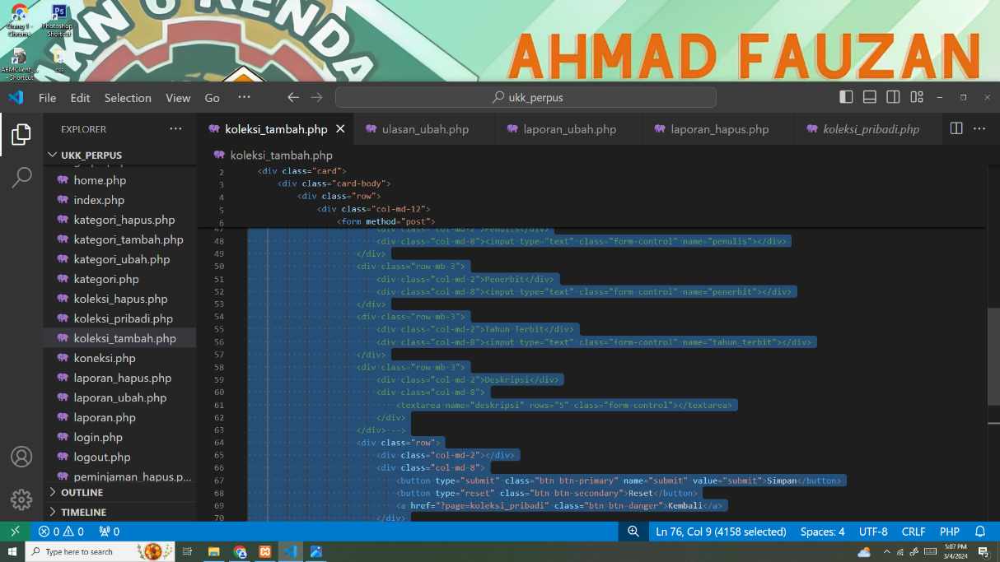 KN 6 RENDA
AHMAD FAUZAN
Orang 1 -
Chrome
Photoshop -
Shortcut
ABMClient_...
- Shortcut
css
File Edit Selection View Go ···
ukk_perpus
EXPLORER ···
koleksi_tambah.php ulasan_ubah.php laporan_ubah.php laporan_hapus.php koleksi_pribadi.php ···
UKK_PERPUS
home.php
index.php
kategori_hapus.php
kategori_tambah.php
kategori_ubah.php
kategori.php
koleksi_hapus.php
koleksi_pribadi.php
koleksi_tambah.php
koneksi.php
laporan_hapus.php
laporan_ubah.php
laporan.php
login.php
logout.php
peminjaman_hapus.p...
OUTLINE
TIMELINE
koleksi_tambah.php
2 <div class="card">
3 <div class="card-body">
4 <div class="row">
5 <div class="col-md-12">
6 <form method="post">
47 <div class="col-md-2">Penulis</div>
48 <div class="col-md-8"><input type="text" class="form-control" name="penulis"></div>
49 </div>
50 <div class="row mb-3">
51 <div class="col-md-2">Penerbit</div>
52 <div class="col-md-8"><input type="text" class="form-control" name="penerbit"></div>
53 </div>
54 <div class="row mb-3">
55 <div class="col-md-2">Tahun Terbit</div>
56 <div class="col-md-8"><input type="text" class="form-control" name="tahun_terbit"></div>
57 </div>
58 <div class="row mb-3">
59 <div class="col-md-2">Deskripsi</div>
60 <div class="col-md-8">
61 <textarea name="deskripsi" rows="5" class="form-control"></textarea>
62 </div>
63 </div> -->
64 <div class="row">
65 <div class="col-md-2"></div>
66 <div class="col-md-8">
67 <button type="submit" class="btn btn-primary" name="submit" value="submit">Simpan</button>
68 <button type="reset" class="btn btn-secondary">Reset</button>
69 <a href="?page=koleksi_pribadi" class="btn btn-danger">Kembali</a>
70 </div>
0 0 0 Ln 76, Col 9 (4158 selected) Spaces: 4 UTF-8 CRLF PHP
Type here to search
5:07 PM
3/4/2024
2